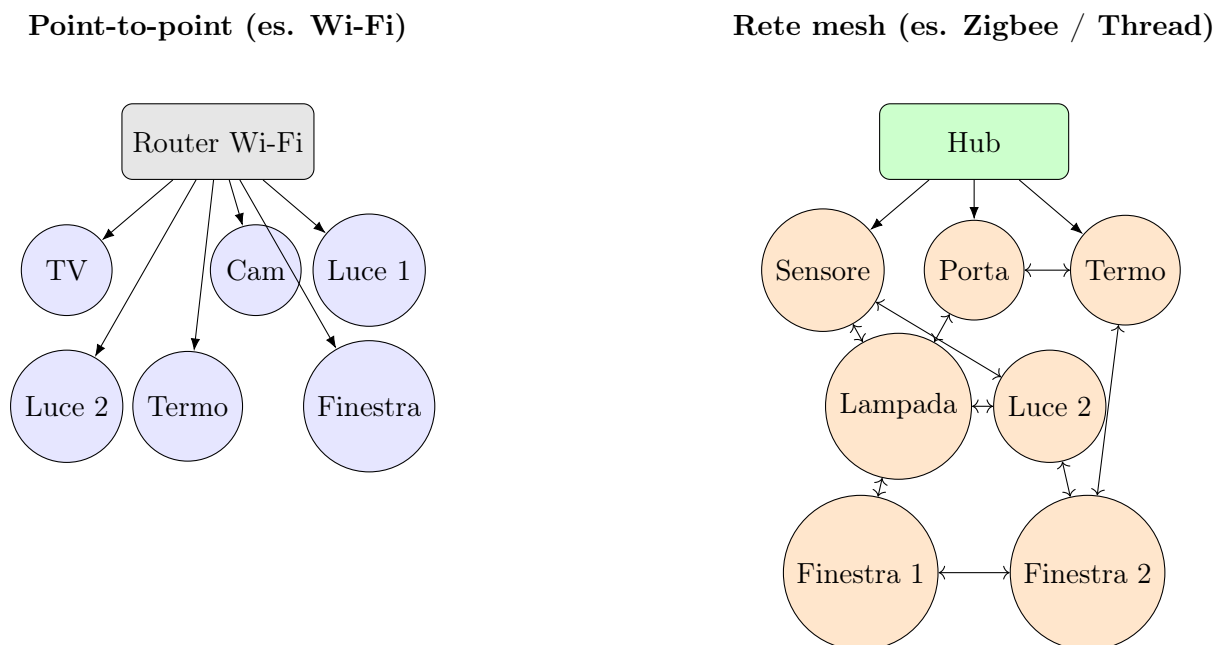 Point-to-point (es. Wi-Fi)
Router Wi-Fi
TV
Cam
Luce 1
Luce 2
Termo
Finestra
Rete mesh (es. Zigbee / Thread)
Hub
Sensore
Porta
Termo
Lampada
Luce 2
Finestra 1
Finestra 2